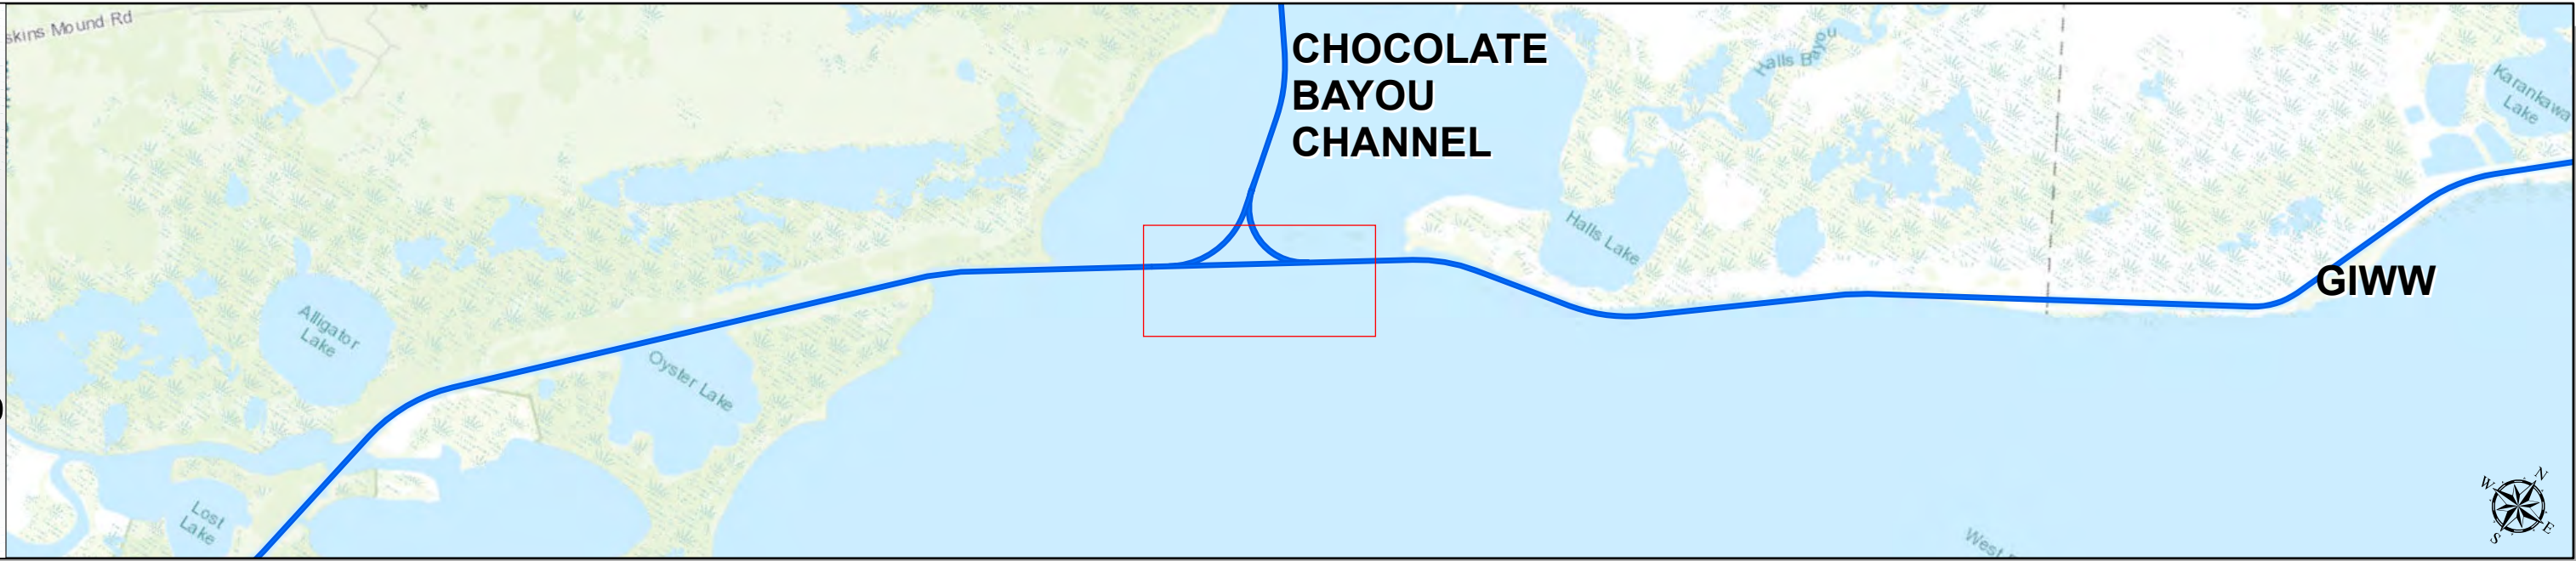 skins Mound Rd
CHOCOLATE
BAYOU
CHANNEL
Halls Bayou
Karankawa
Lake
Halls Lake
GIWW
Alligator
Lake
Oyster Lake
Lost
Lake
West
N
W
E
S